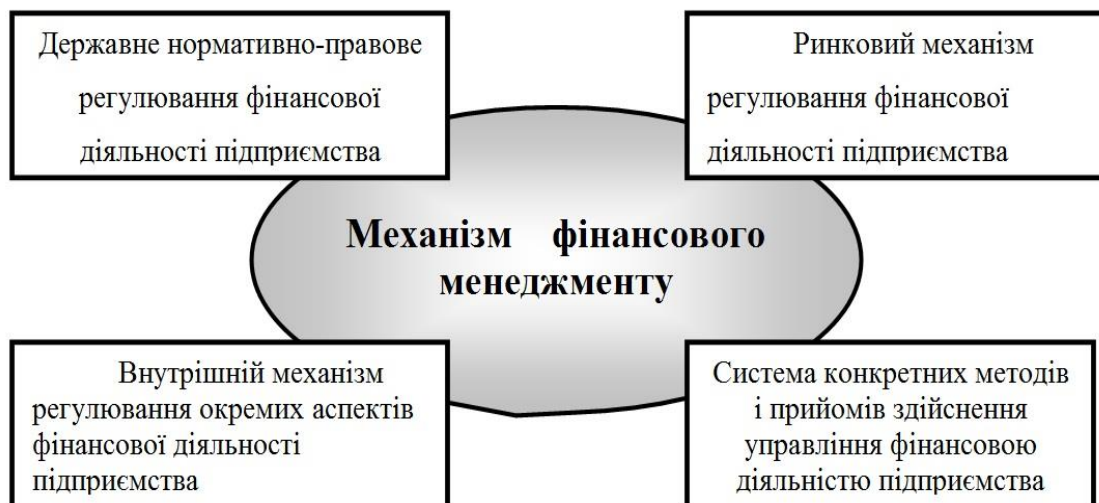 Державне нормативно-правове
регулювання фінансової
діяльності підприємства
Ринковий механізм
регулювання фінансової
діяльності підприємства
Механізм фінансового
менеджменту
Внутрішній механізм
регулювання окремих аспектів
фінансової діяльності
підприємства
Система конкретних методів
і прийомів здійснення
управління фінансовою
діяльністю підприємства